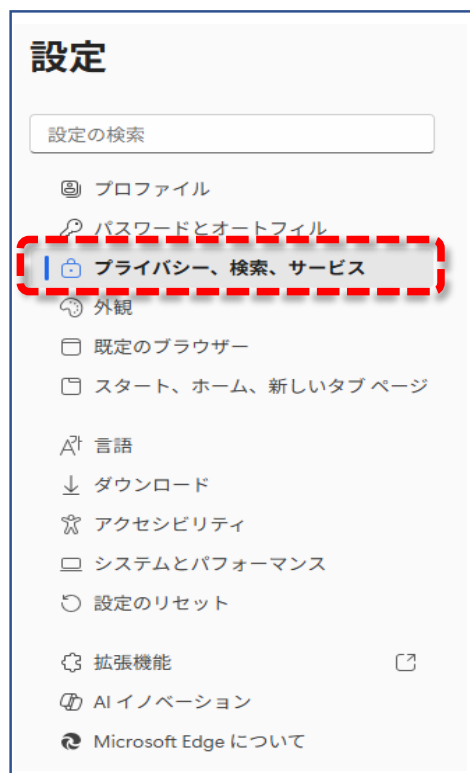 設定
設定の検索
プロファイル
パスワードとオートフィル
プライバシー、検索、サービス
外観
既定のブラウザー
スタート、ホーム、新しいタブ ページ
言語
ダウンロード
アクセシビリティ
システムとパフォーマンス
設定のリセット
拡張機能
AI イノベーション
Microsoft Edge について